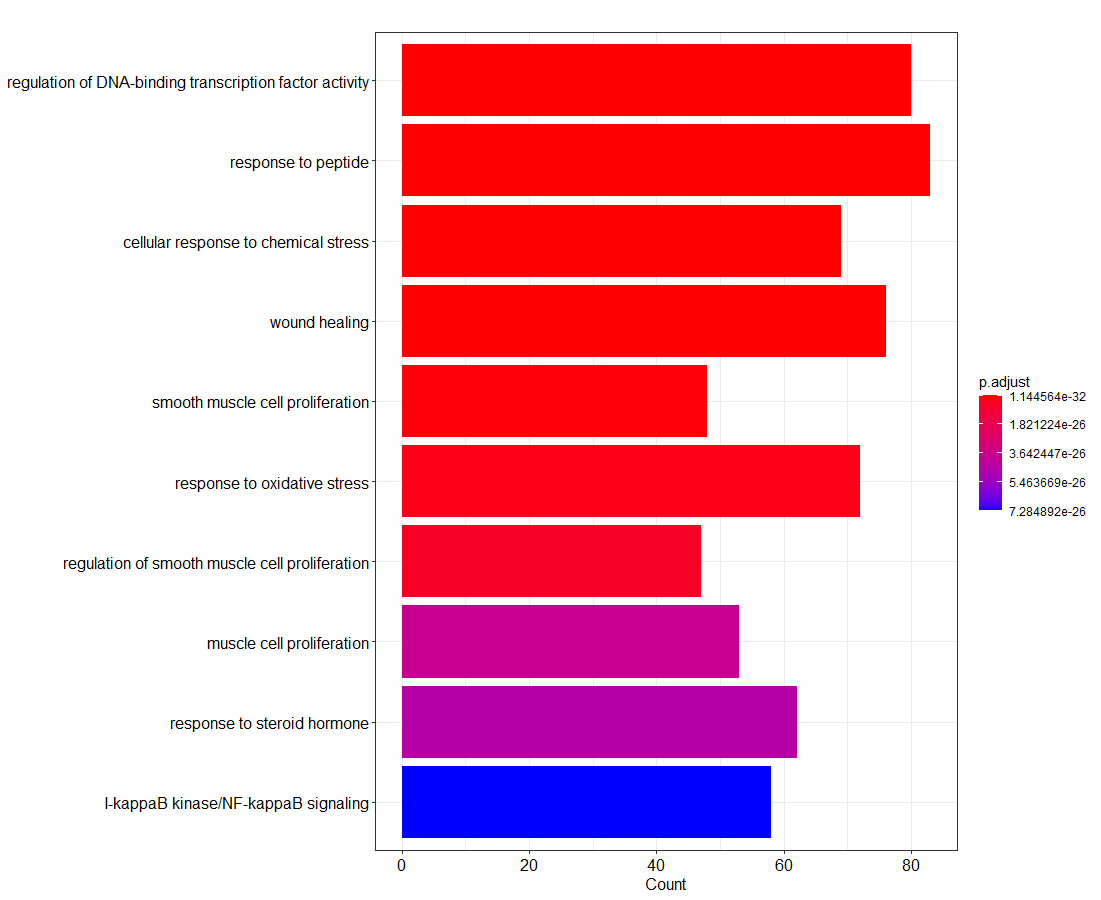 regulation of DNA-binding transcription factor activity
response to peptide
cellular response to chemical stress
wound healing
smooth muscle cell proliferation
response to oxidative stress
regulation of smooth muscle cell proliferation
muscle cell proliferation
response to steroid hormone
I-kappaB kinase/NF-kappaB signaling
0 20 40 60 80
Count
p.adjust
1.144564e-32
1.821224e-26
3.642447e-26
5.463669e-26
7.284892e-26